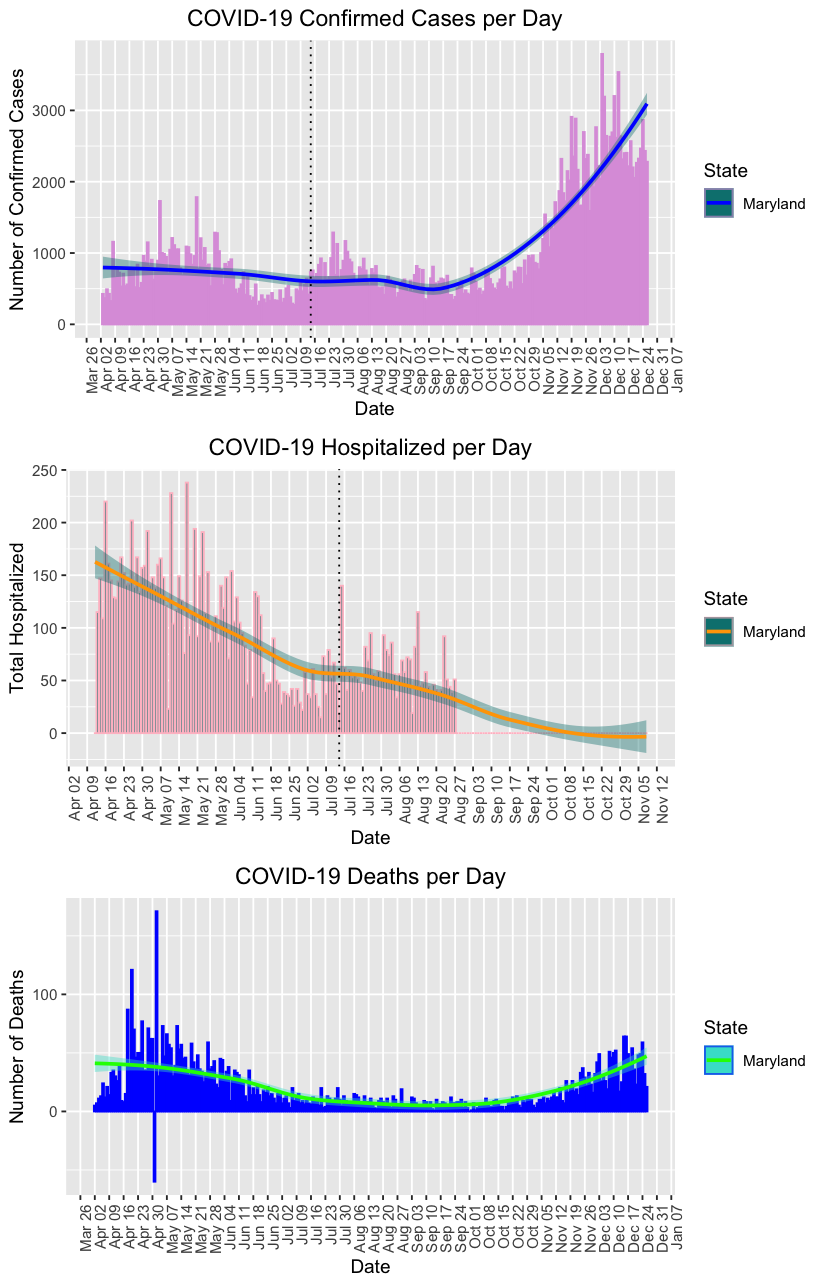 COVID-19 Confirmed Cases per Day
Number of Confirmed Cases
3000
2000
1000
0
Mar 26
Apr 02
Apr 09
Apr 16
Apr 23
Apr 30
May 07
May 14
May 21
May 28
Jun 04
Jun 11
Jun 18
Jun 25
Jul 02
Jul 09
Jul 16
Jul 23
Jul 30
Aug 06
Aug 13
Aug 20
Aug 27
Sep 03
Sep 10
Sep 17
Sep 24
Oct 01
Oct 08
Oct 15
Oct 22
Oct 29
Nov 05
Nov 12
Nov 19
Nov 26
Dec 03
Dec 10
Dec 17
Dec 24
Dec 31
Jan 07
Date
State
Maryland
COVID-19 Hospitalized per Day
Total Hospitalized
250
200
150
100
50
0
Apr 02
Apr 09
Apr 16
Apr 23
Apr 30
May 07
May 14
May 21
May 28
Jun 04
Jun 11
Jun 18
Jun 25
Jul 02
Jul 09
Jul 16
Jul 23
Jul 30
Aug 06
Aug 13
Aug 20
Aug 27
Sep 03
Sep 10
Sep 17
Sep 24
Oct 01
Oct 08
Oct 15
Oct 22
Oct 29
Nov 05
Nov 12
Date
State
Maryland
COVID-19 Deaths per Day
Number of Deaths
100
0
Mar 26
Apr 02
Apr 09
Apr 16
Apr 23
Apr 30
May 07
May 14
May 21
May 28
Jun 04
Jun 11
Jun 18
Jun 25
Jul 02
Jul 09
Jul 16
Jul 23
Jul 30
Aug 06
Aug 13
Aug 20
Aug 27
Sep 03
Sep 10
Sep 17
Sep 24
Oct 01
Oct 08
Oct 15
Oct 22
Oct 29
Nov 05
Nov 12
Nov 19
Nov 26
Dec 03
Dec 10
Dec 17
Dec 24
Dec 31
Jan 07
Date
State
Maryland